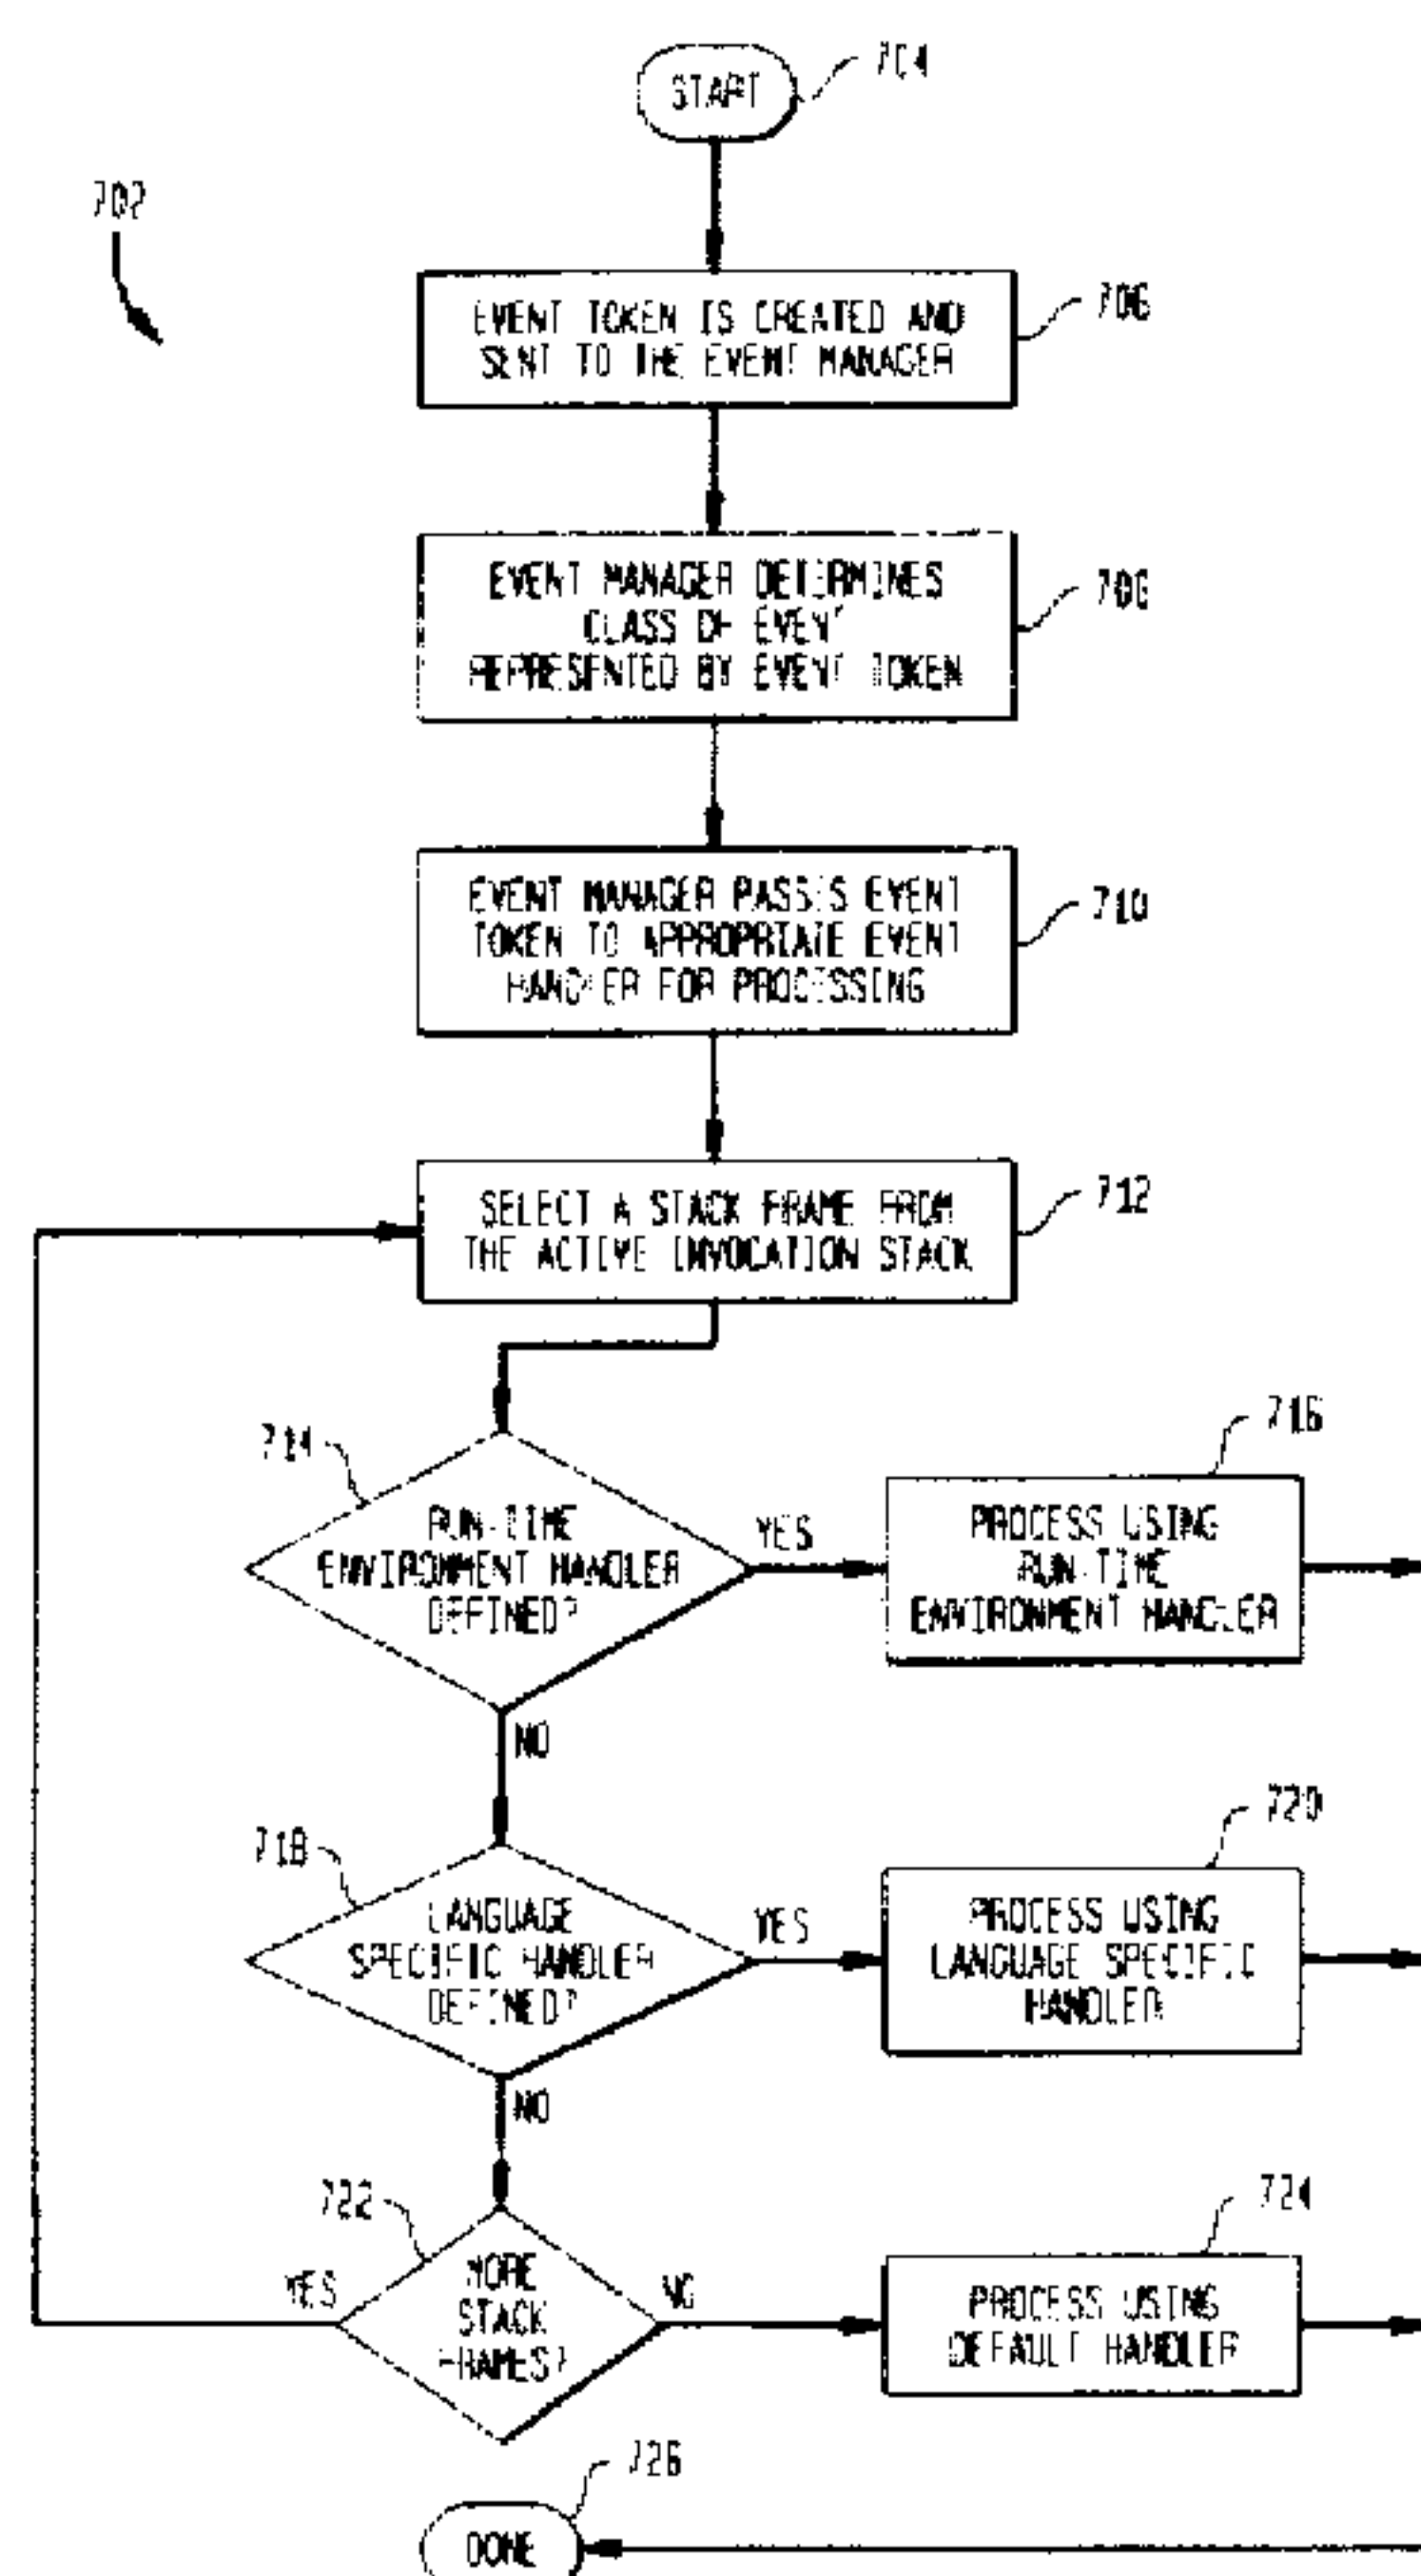 START
704
702
EVENT TOKEN IS CREATED AND
SENT TO THE EVENT MANAGER
706
EVENT MANAGER DETERMINES
CLASS OF EVENT
REPRESENTED BY EVENT TOKEN
708
EVENT MANAGER PASSES EVENT
TOKEN TO APPROPRIATE EVENT
HANDLER FOR PROCESSING
710
SELECT A STACK FRAME FROM
THE ACTIVE INVOCATION STACK
712
714
RUN-TIME
ENVIRONMENT HANDLER
DEFINED?
YES
NO
716
PROCESS USING
RUN-TIME
ENVIRONMENT HANDLER
718
LANGUAGE
SPECIFIC HANDLER
DEFINED?
YES
NO
720
PROCESS USING
LANGUAGE SPECIFIC
HANDLER
722
MORE
STACK
FRAMES?
YES
NO
724
PROCESS USING
DEFAULT HANDLER
726
DONE